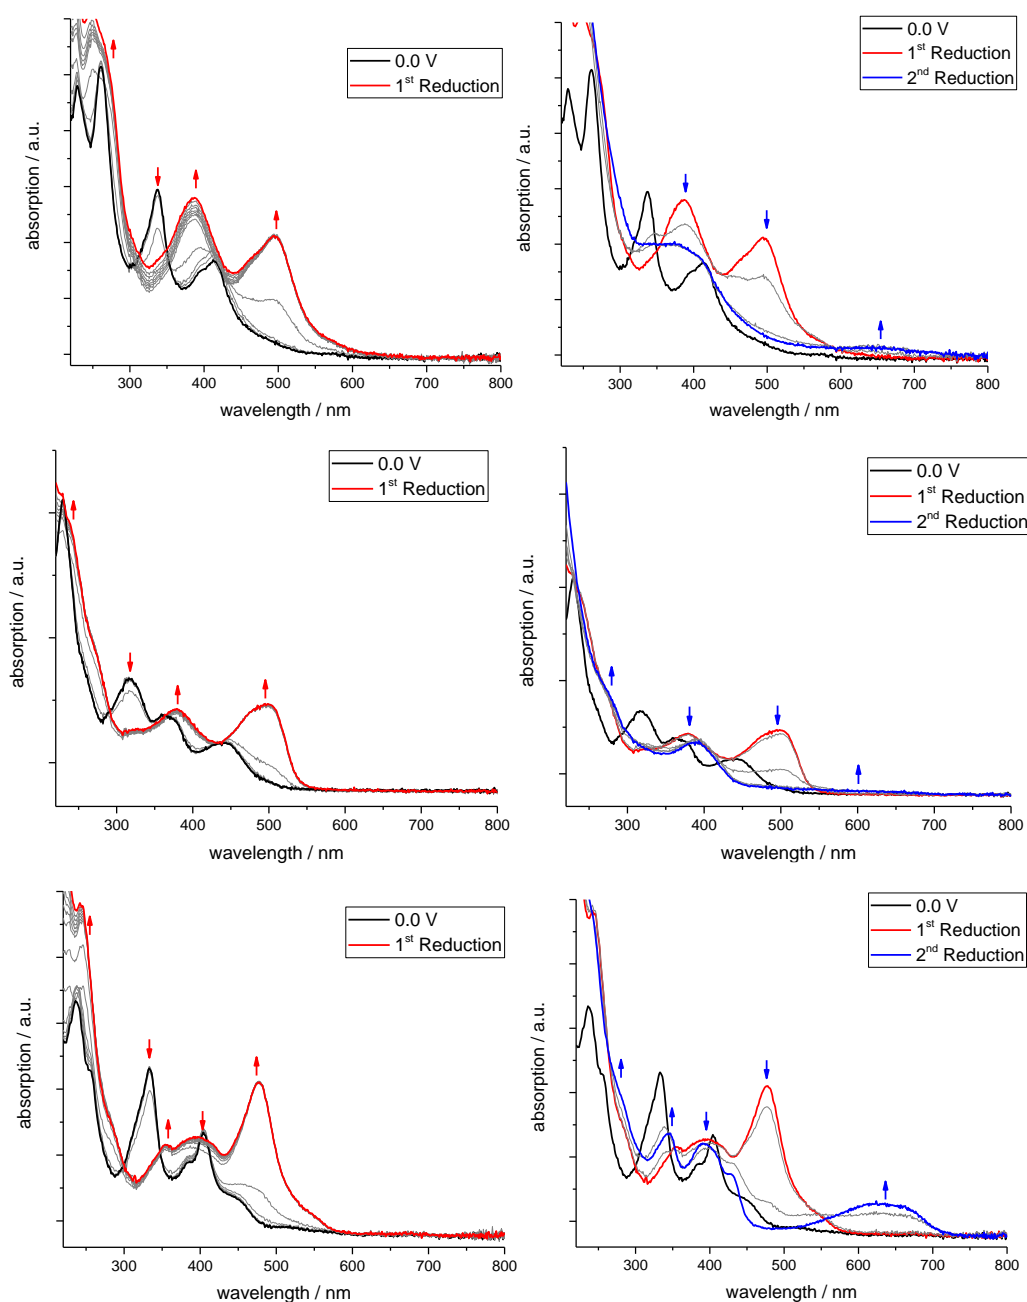 0.0 V
1st Reduction
absorption / a.u.
300 400 500 600 700 800
wavelength / nm
0.0 V
1st Reduction
2nd Reduction
absorption / a.u.
300 400 500 600 700 800
wavelength / nm
0.0 V
1st Reduction
absorption / a.u.
300 400 500 600 700 800
wavelength / nm
0.0 V
1st Reduction
2nd Reduction
absorption / a.u.
300 400 500 600 700 800
wavelength / nm
0.0 V
1st Reduction
absorption / a.u.
300 400 500 600 700 800
wavelength / nm
0.0 V
1st Reduction
2nd Reduction
absorption / a.u.
300 400 500 600 700 800
wavelength / nm